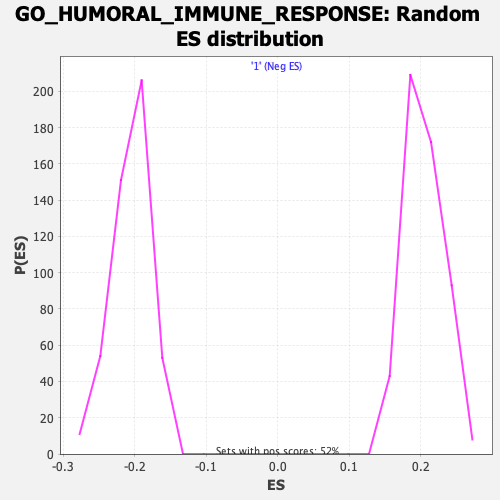 GO_HUMORAL_IMMUNE_RESPONSE: Random
ES distribution
'1' (Neg ES)
P(ES)
200
180
160
140
120
100
80
60
40
20
0
Sets with pos scores: 52%
-0.3 -0.2 -0.1 0.0 0.1 0.2
ES